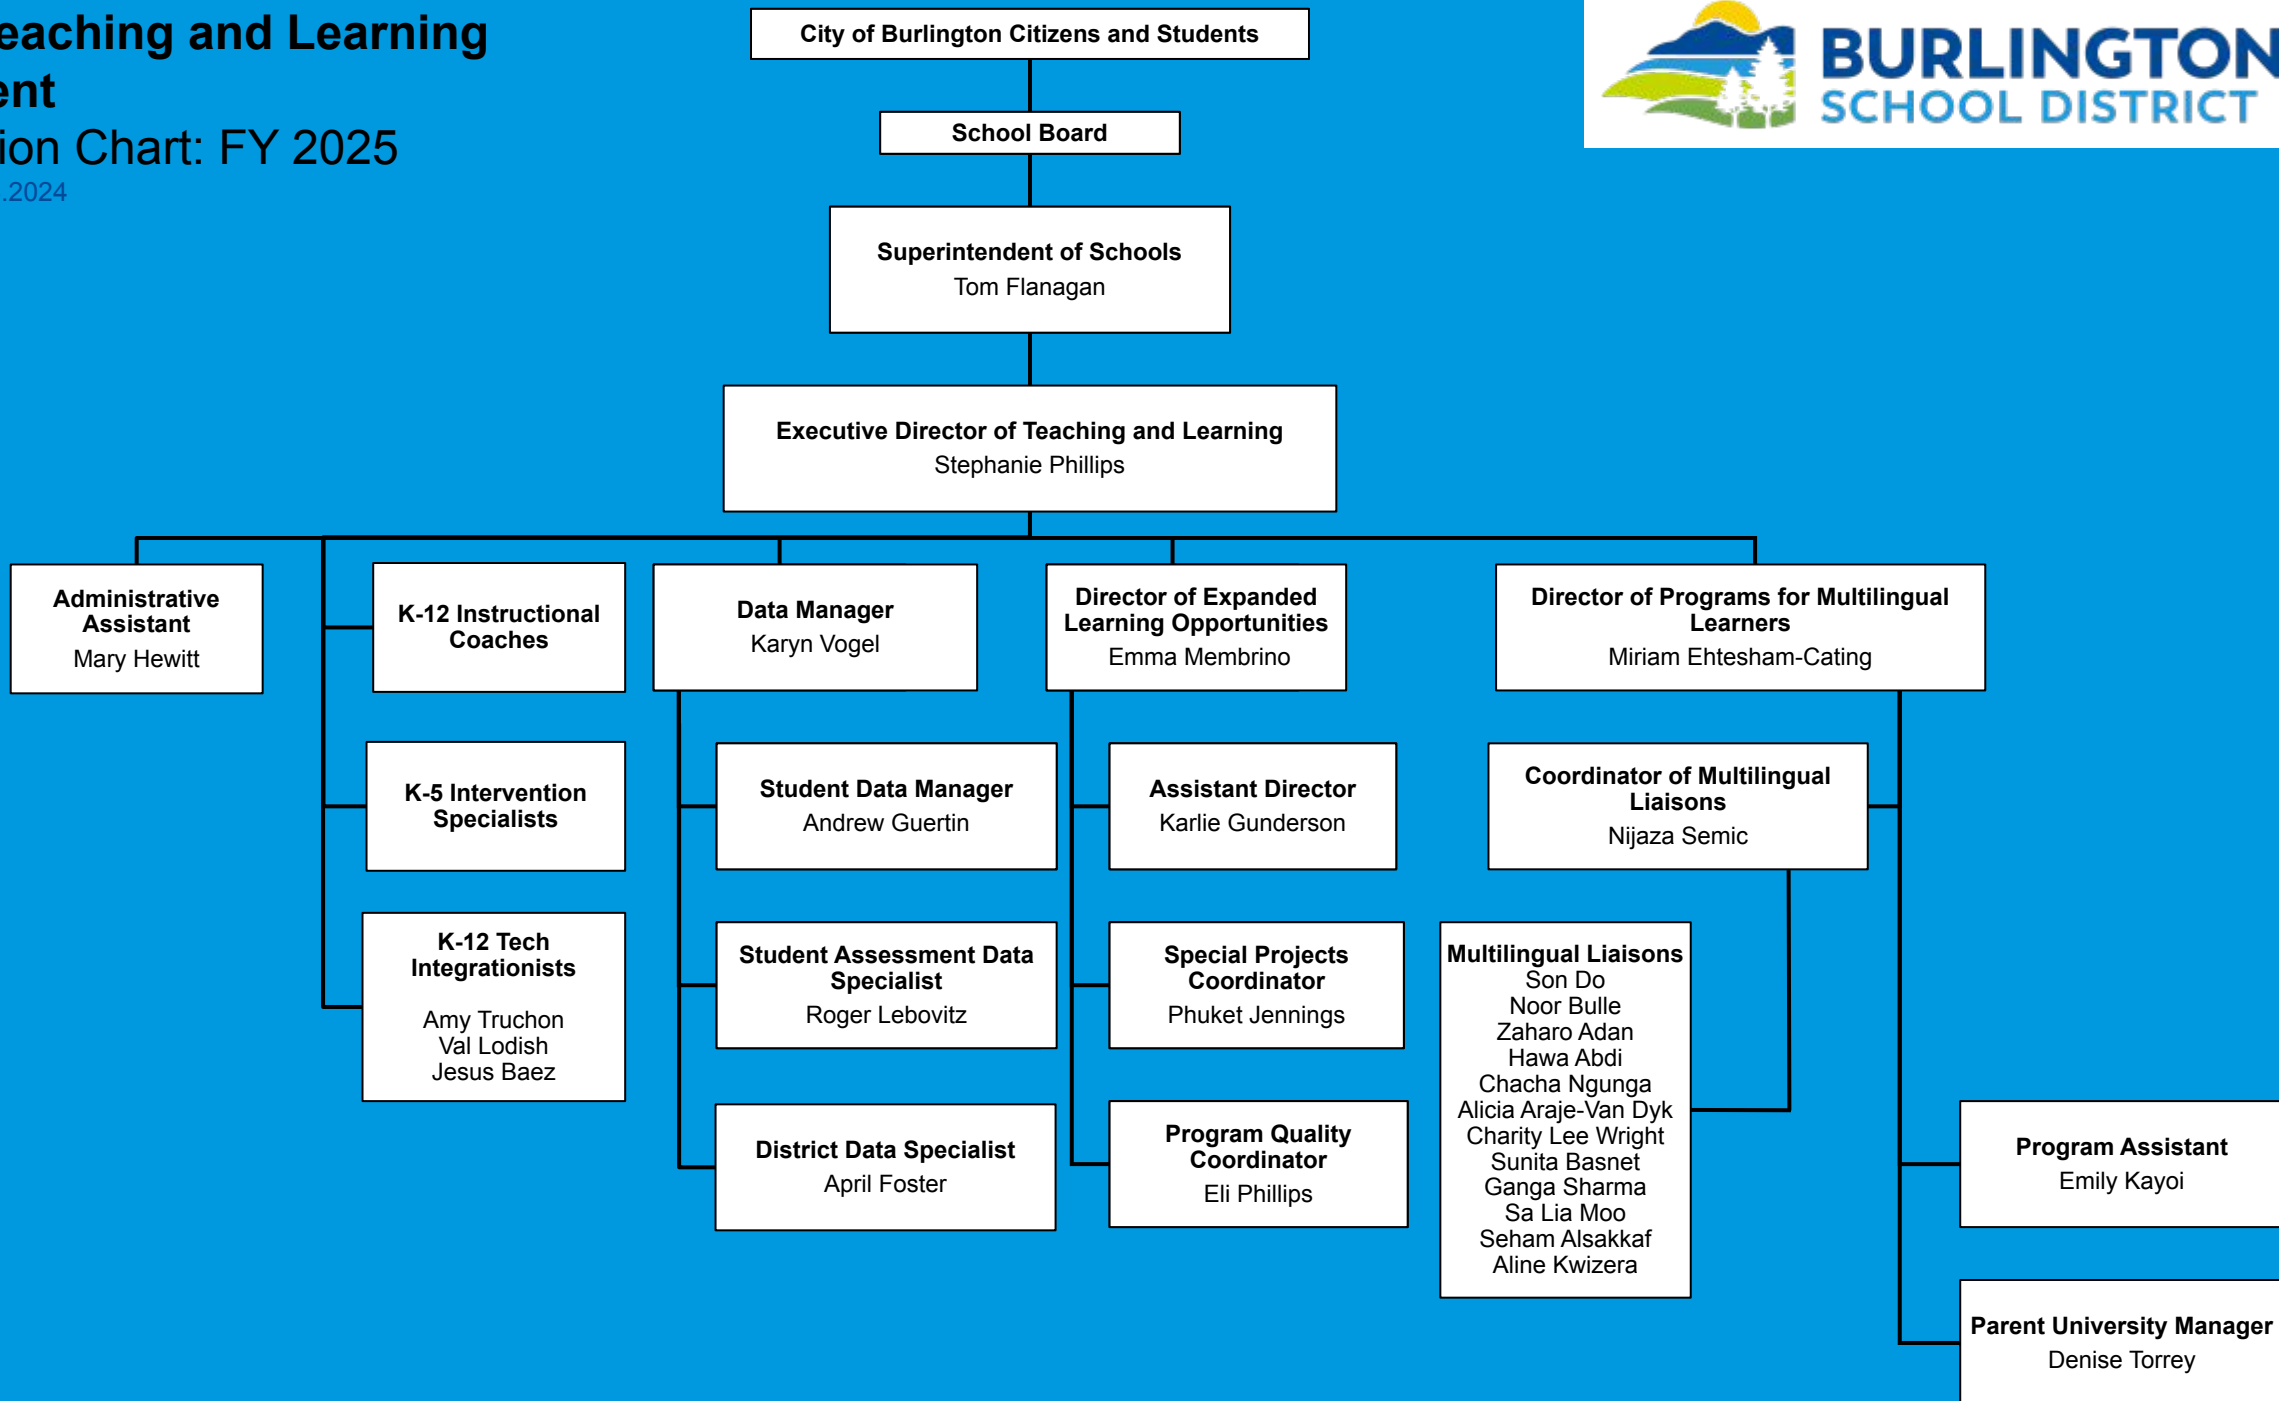 eaching and Learning
ent
ion Chart: FY 2025
.2024
City of Burlington Citizens and Students
BURLINGTON
SCHOOL DISTRICT
School Board
Superintendent of Schools
Tom Flanagan
Executive Director of Teaching and Learning
Stephanie Phillips
Administrative
Assistant
Mary Hewitt
K-12 Instructional
Coaches
K-5 Intervention
Specialists
K-12 Tech
Integrationists
Amy Truchon
Val Lodish
Jesus Baez
Data Manager
Karyn Vogel
Student Data Manager
Andrew Guertin
Student Assessment Data
Specialist
Roger Lebovitz
District Data Specialist
April Foster
Director of Expanded
Learning Opportunities
Emma Membrino
Assistant Director
Karlie Gunderson
Special Projects
Coordinator
Phuket Jennings
Program Quality
Coordinator
Eli Phillips
Director of Programs for Multilingual
Learners
Miriam Ehtesham-Cating
Coordinator of Multilingual
Liaisons
Nijaza Semic
Multilingual Liaisons
Son Do
Noor Bulle
Zaharo Adan
Hawa Abdi
Chacha Ngunga
Alicia Araje-Van Dyk
Charity Lee Wright
Sunita Basnet
Ganga Sharma
Sa Lia Moo
Seham Alsakkaf
Aline Kwizera
Program Assistant
Emily Kayoi
Parent University Manager
Denise Torrey